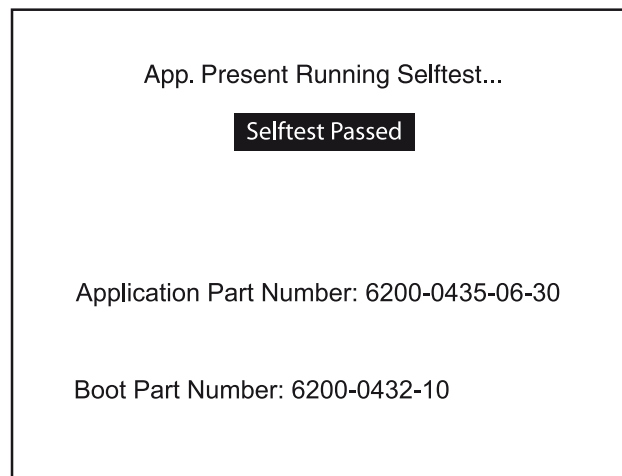 App. Present Running Selftest...
Selftest Passed
Application Part Number: 6200-0435-06-30
Boot Part Number: 6200-0432-10